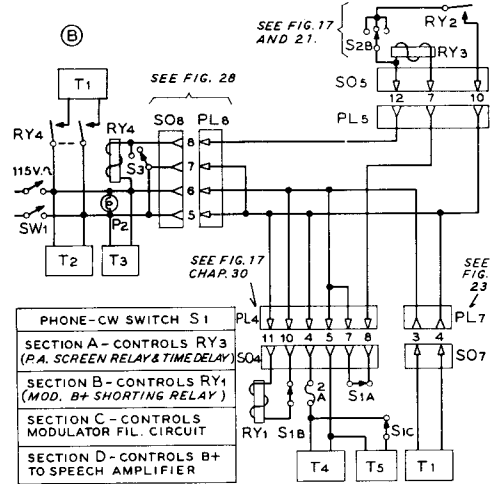 B
SEE FIG. 17
AND 21.
RY2
S2B
RY3
SO5
12 7 10
PL5
T1
SEE FIG. 28
SO8 PL8
RY4
RY4
S3
8
7
6
5
115V.
P
P2
SW1
T2
T3
SEE FIG. 17
CHAP. 30
SEE
FIG.
23
PL4
11 10 4 5 7 8
SO4
PL7
3 4
SO7
RY1
S1B
2A
S
S1A
S1C
T4
T5
T1
PHONE-CW SWITCH S1
SECTION A - CONTROLS RY3
(P.A. SCREEN RELAY & TIME DELAY)
SECTION B - CONTROLS RY1
(MOD. B+ SHORTING RELAY)
SECTION C - CONTROLS
MODULATOR FIL. CIRCUIT
SECTION D - CONTROLS B+
TO SPEECH AMPLIFIER